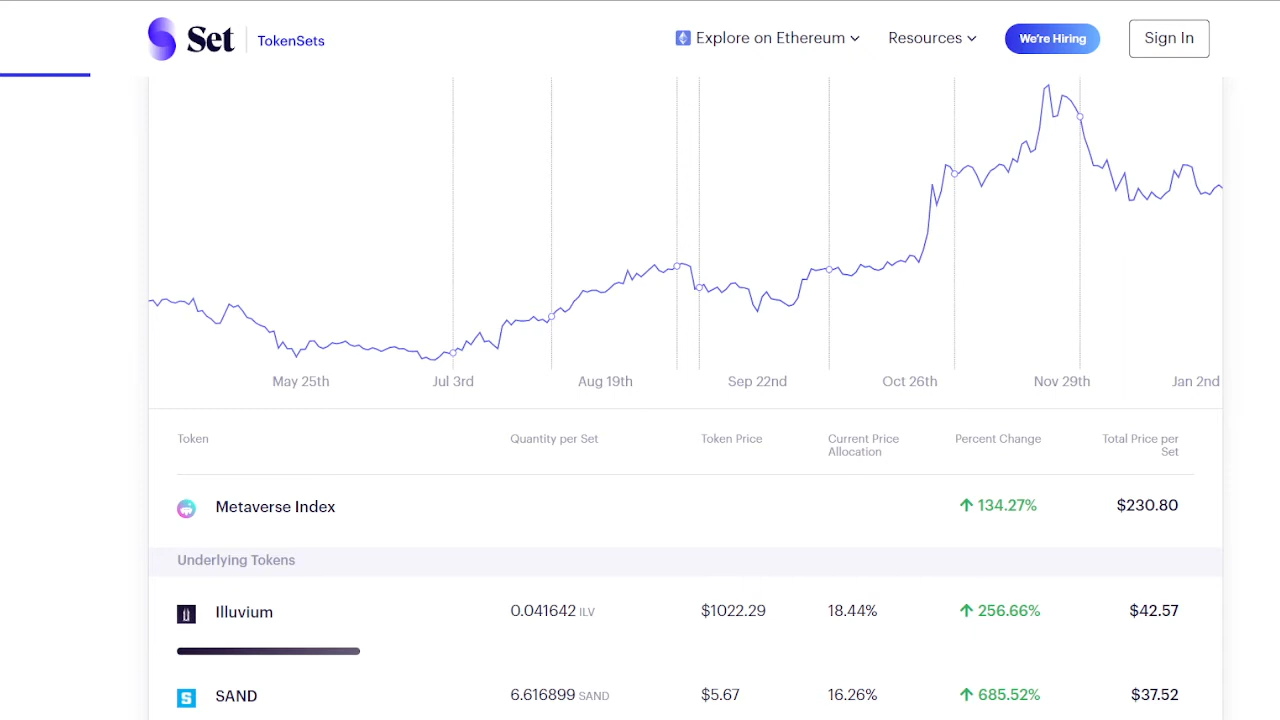 Set TokenSets Explore on Ethereum Resources We're Hiring Sign In
May 25th Jul 3rd Aug 19th Sep 22nd Oct 26th Nov 29th Jan 2nd
Token Quantity per Set Token Price Current Price Allocation Percent Change Total Price per Set
Metaverse Index 134.27% $230.80
Underlying Tokens
Illuvium 0.041642 ILV $1022.29 18.44% 256.66% $42.57
S SAND 6.616899 SAND $5.67 16.26% 685.52% $37.52